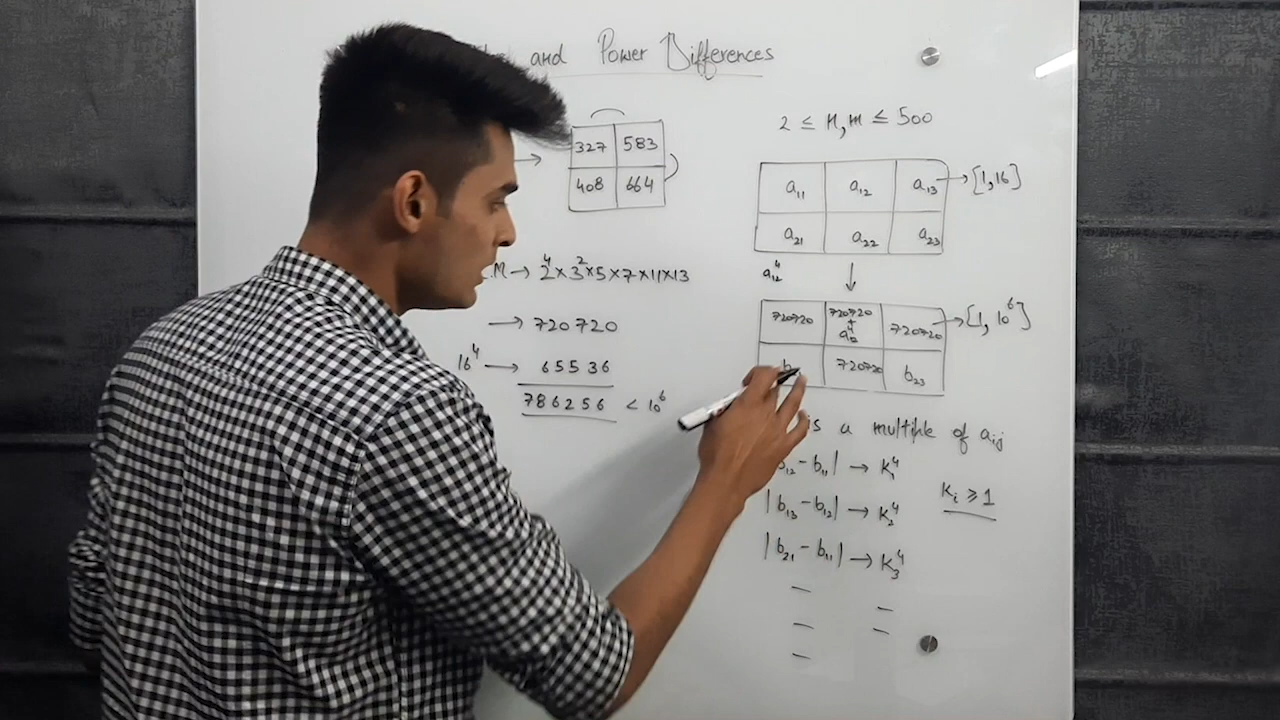 and Power Differences
327 583
408 664
M → 2⁴×3²×5×7×11×13
→ 720720
16⁴ → 65536
786256 < 10⁶
2 ≤ n,m ≤ 500
a₁₁ a₁₂ a₁₃ → [1,16]
a₂₁ a₂₂ a₂₃
a₁₂⁴ ↓
720720 720720 + a₁₂⁴ 720720 → [1, 10⁶]
720720 b₂₃
is a multiple of aᵢⱼ
b₁₂ - b₁₁| → K₁⁴
|b₁₃ - b₁₂| → K₂⁴
Kᵢ ≥ 1
|b₂₁ - b₁₁| → K₃⁴